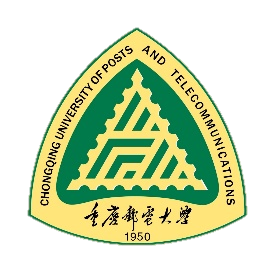 CHONGQING UNIVERSITY OF POSTS AND TELECOMMUNICATIONS
重庆邮电大学
1950